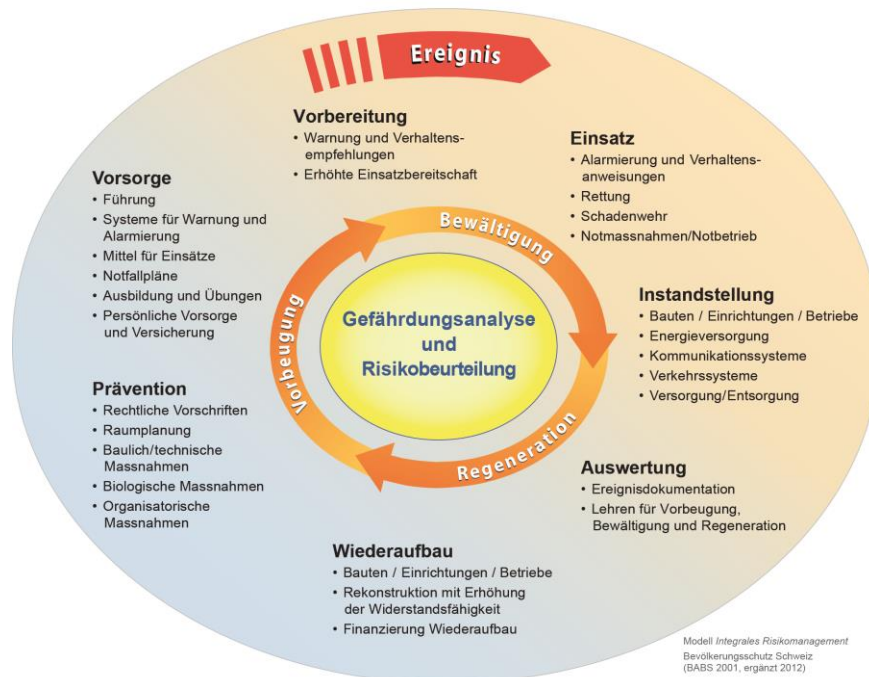 Ereignis
Vorbereitung
• Warnung und Verhaltens-
empfehlungen
• Erhöhte Einsatzbereitschaft
Einsatz
• Alarmierung und Verhaltens-
anweisungen
• Rettung
• Schadenwehr
• Notmassnahmen/Notbetrieb
Vorsorge
• Führung
• Systeme für Warnung und
Alarmierung
• Mittel für Einsätze
• Notfallpläne
• Ausbildung und Übungen
• Persönliche Vorsorge
und Versicherung
Bewältigung
Vorbeugung
Gefährdungsanalyse
und
Risikobeurteilung
Regeneration
Instandstellung
• Bauten / Einrichtungen / Betriebe
• Energieversorgung
• Kommunikationssysteme
• Verkehrssysteme
• Versorgung/Entsorgung
Prävention
• Rechtliche Vorschriften
• Raumplanung
• Baulich/technische
Massnahmen
• Biologische Massnahmen
• Organisatorische
Massnahmen
Auswertung
• Ereignisdokumentation
• Lehren für Vorbeugung,
Bewältigung und Regeneration
Wiederaufbau
• Bauten / Einrichtungen / Betriebe
• Rekonstruktion mit Erhöhung
der Widerstandsfähigkeit
• Finanzierung Wiederaufbau
Modell Integrales Risikomanagement
Bevölkerungsschutz Schweiz
(BABS 2001, ergänzt 2012)